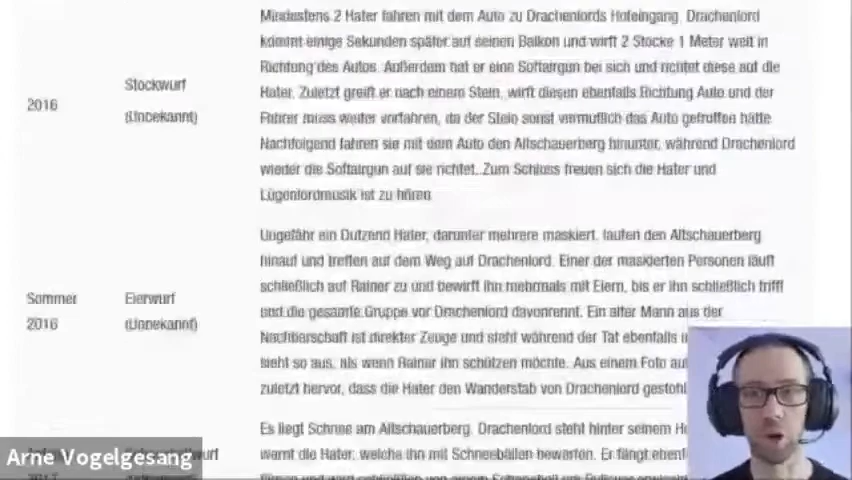 Mindestens 2 Hater fahren mit dem Auto zu Drachenlords Hofeingang. Drachenlord
kommt einige Sekunden später auf seinen Balkon und wirft 2 Stöcke 1 Meter weit in
Richtung des Autos. Außerdem hat er eine Softairgun bei sich und richtet diese auf die
Stockwurf
2016
Hater. Zuletzt greift er nach einem Stein, wirft diesen ebenfalls Richtung Auto und der
(Unbekannt)
Fahrer muss weiter vorfahren, da der Stein sonst vermutlich das Auto getroffen hätte.
Nachfolgend fahren sie mit dem Auto den Altschauerberg hinunter, während Drachenlord
wieder die Softairgun auf sie richtet. Zum Schluss freuen sich die Hater und
Lügenlordmusik ist zu hören
Ungefähr ein Dutzend Hater, darunter mehrere maskiert, laufen den Altschauerberg
hinauf und treffen auf dem Weg auf Drachenlord. Einer der maskierten Personen läuft
schließlich auf Rainer zu und bewirft ihn mehrmals mit Eiern, bis er ihn schließlich trifft
Sommer
2016
Eierwurf
(Unbekannt)
und die gesamte Gruppe vor Drachenlord davonrennt. Ein alter Mann aus der
Nachbarschaft ist direkter Zeuge und steht während der Tat ebenfalls
sieht so aus, als wenn Rainer ihn schützen möchte. Aus einem Foto
zuletzt hervor, dass die Hater den Wanderstab von Drachenlord
Es liegt Schnee am Altschauerberg. Drachenlord steht hinter seinem
warnt die Hater, welche ihn mit Schneebällen bewerfen. Er fängt
Arne Vogelgesang